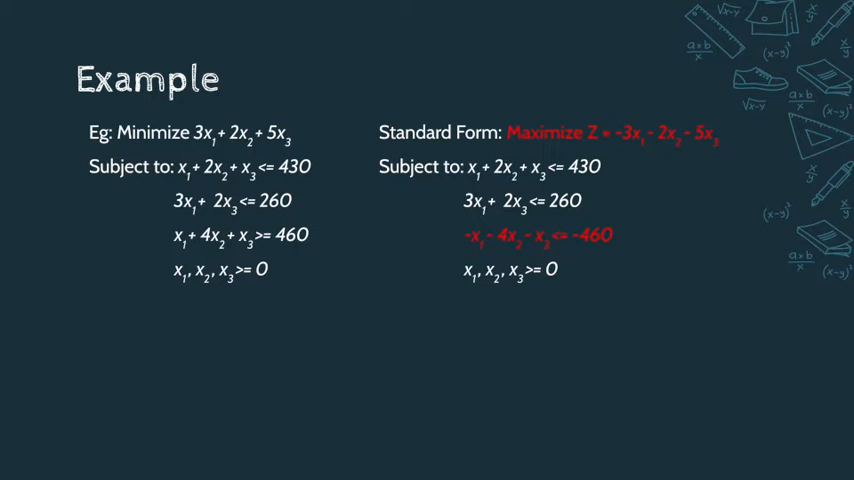 Example
Eg: Minimize 3x₁ + 2x₂ + 5x₃
Subject to: x₁ + 2x₂ + x₃ <= 430
3x₁ + 2x₃ <= 260
x₁ + 4x₂ + x₃ >= 460
x₁, x₂, x₃ >= 0
Standard Form: Maximize Z = -3x₁ - 2x₂ - 5x₃
Subject to: x₁ + 2x₂ + x₃ <= 430
3x₁ + 2x₃ <= 260
-x₁ - 4x₂ - x₃ <= -460
x₁, x₂, x₃ >= 0